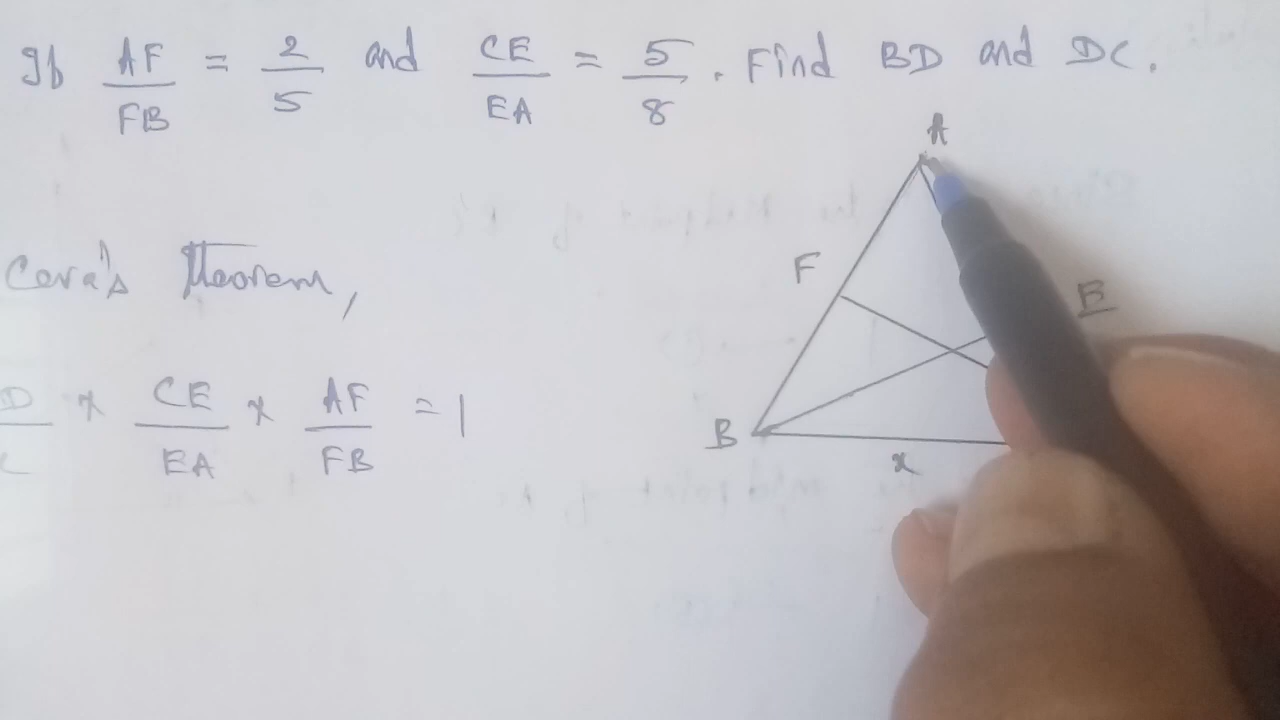 If AF/FB = 2/5 and CE/EA = 5/8. Find BD and DC.
A
F
E
Ceva's Theorem,
D × CE/EA × AF/FB = 1
B
x